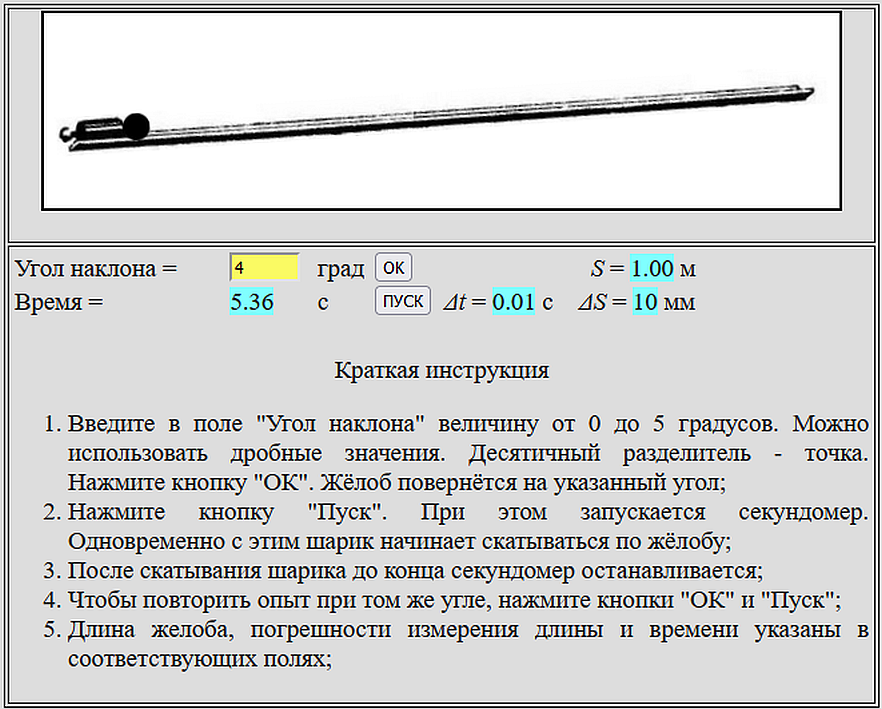 Угол наклона = 4 град ОК S = 1.00 м
Время = 5.36 с ПУСК Δt = 0.01 с ΔS = 10 мм
Краткая инструкция
1. Введите в поле "Угол наклона" величину от 0 до 5 градусов. Можно
использовать дробные значения. Десятичный разделитель - точка.
Нажмите кнопку "ОК". Жёлоб повернётся на указанный угол;
2. Нажмите кнопку "Пуск". При этом запускается секундомер.
Одновременно с этим шарик начинает скатываться по жёлобу;
3. После скатывания шарика до конца секундомер останавливается;
4. Чтобы повторить опыт при том же угле, нажмите кнопки "ОК" и "Пуск";
5. Длина желоба, погрешности измерения длины и времени указаны в
соответствующих полях;